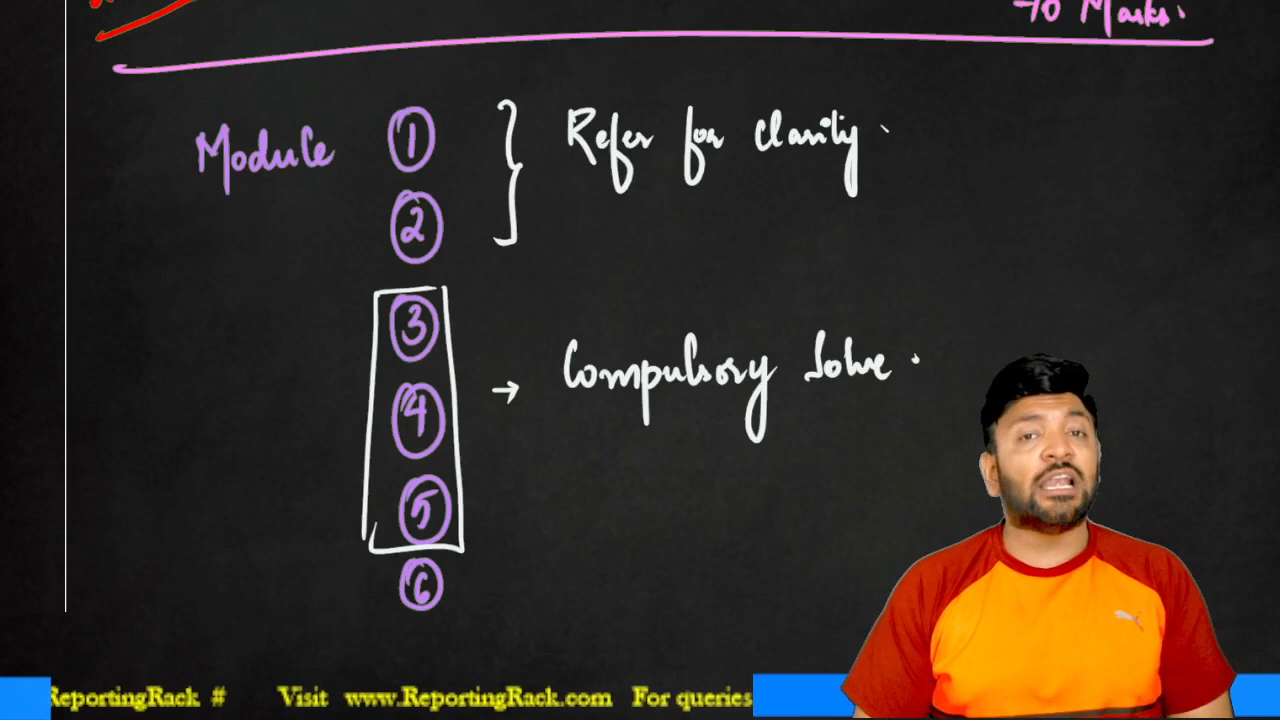 70 Marks.
Module 1 Refer for clarity.
2
3
4 Compulsory Solve.
5
6
ReportingRack # Visit www.ReportingRack.com For queries